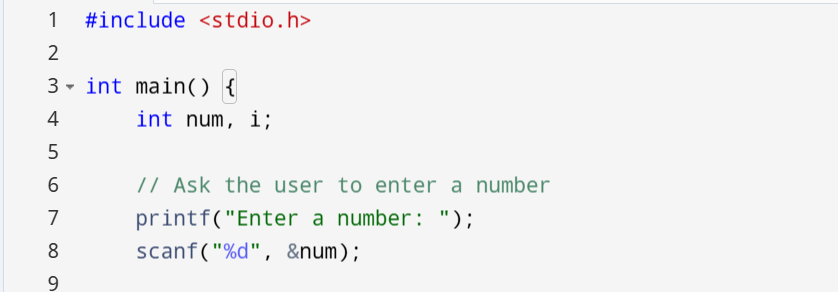 1 #include <stdio.h>
2
3 int main() {
4 int num, i;
5
6 // Ask the user to enter a number
7 printf("Enter a number: ");
8 scanf("%d", &num);
9